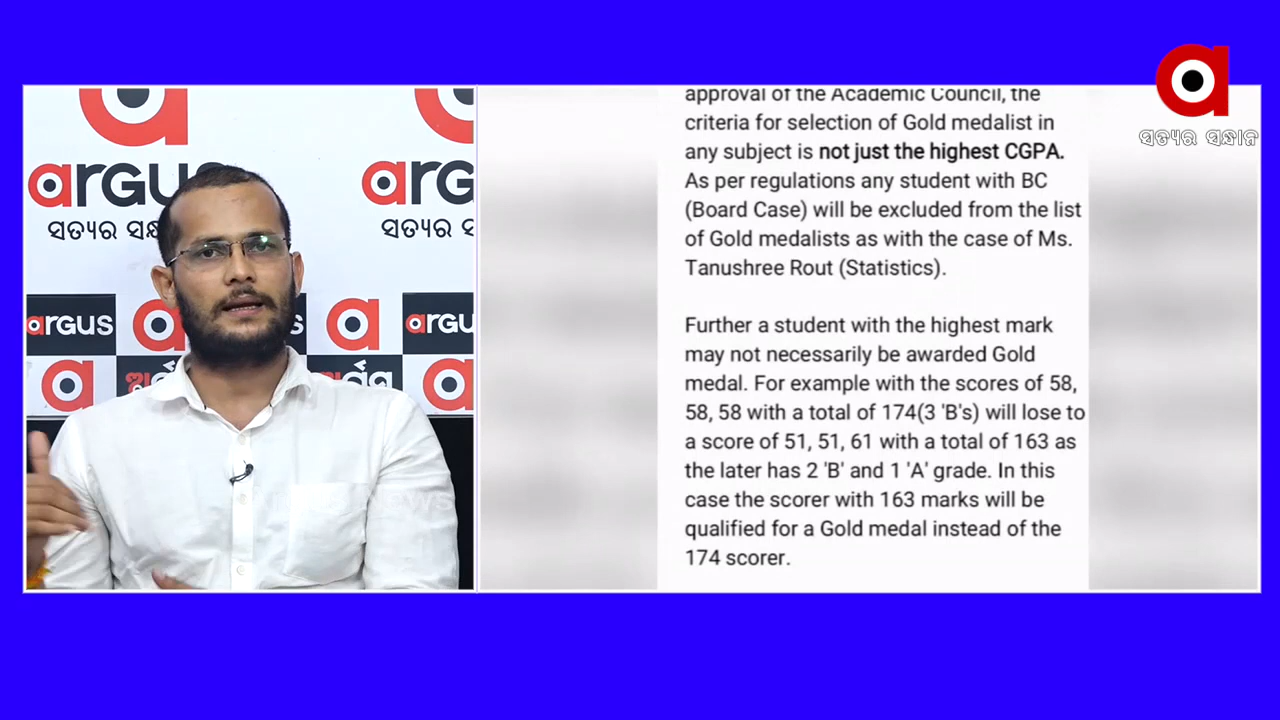 ସତ୍ୟର ସନ୍ଧାନ
argus
ସତ୍ୟର
argus
ସତ୍ୟର ସ
argus
argu
approval of the Academic Council, the
criteria for selection of Gold medalist in
any subject is not just the highest CGPA.
As per regulations any student with BC
(Board Case) will be excluded from the list
of Gold medalists as with the case of Ms.
Tanushree Rout (Statistics).
Further a student with the highest mark
may not necessarily be awarded Gold
medal. For example with the scores of 58,
58, 58 with a total of 174(3 'B's) will lose to
a score of 51, 51, 61 with a total of 163 as
the later has 2 'B' and 1 'A' grade. In this
case the scorer with 163 marks will be
qualified for a Gold medal instead of the
174 scorer.